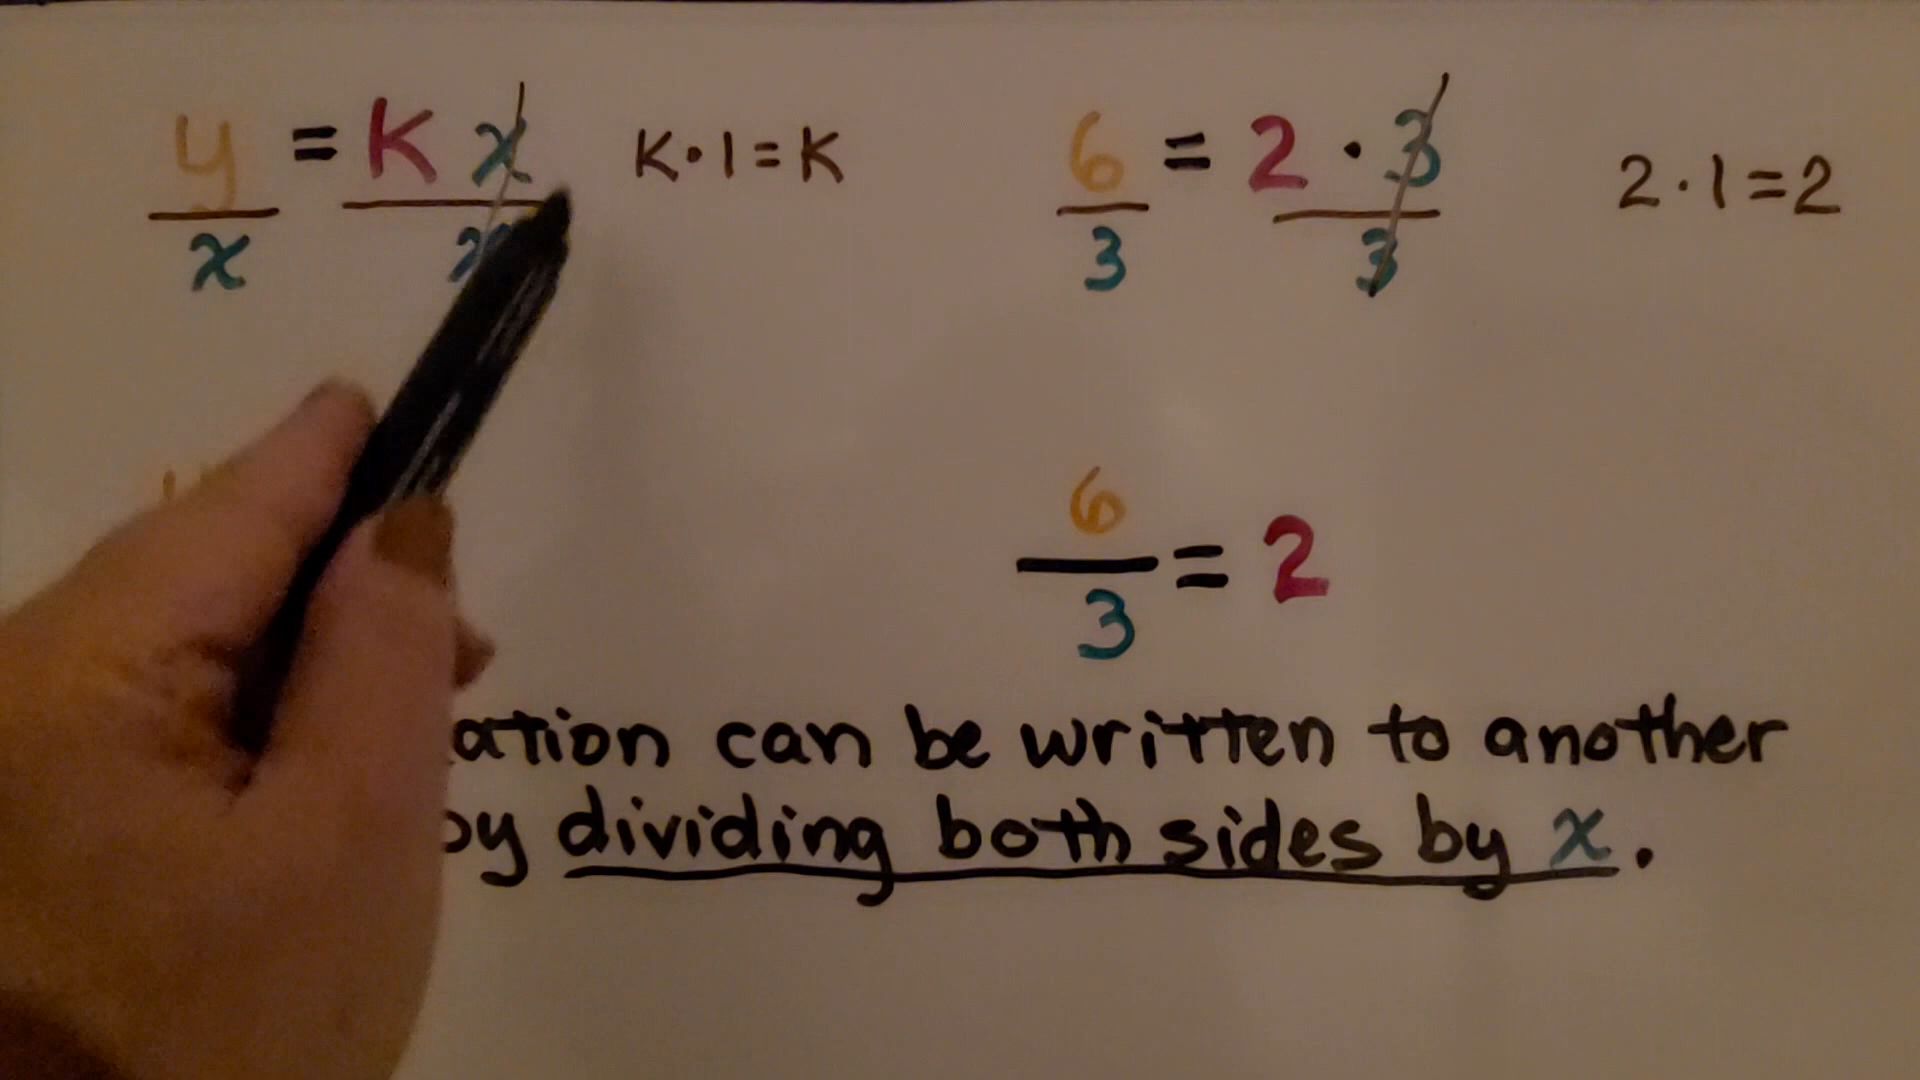 y/x = Kx/x K·1=K 6/3 = 2·3/3 2·1=2
6/3 = 2
can be written to another
dividing both sides by x.